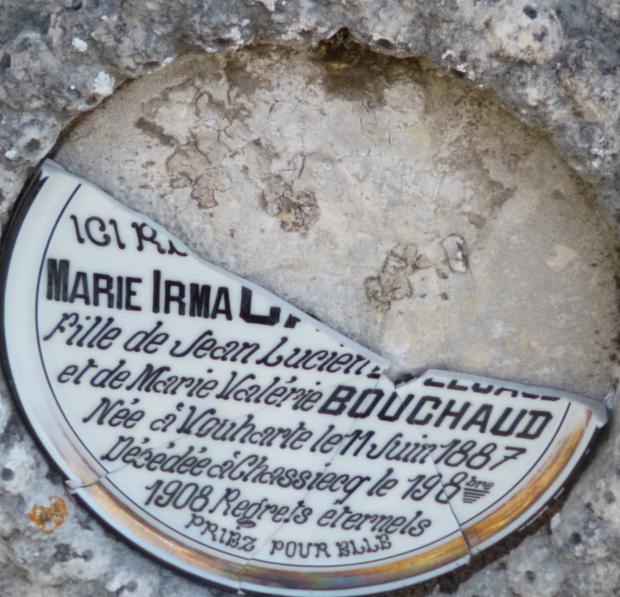 ICI
MARIE IRMA
Fille de Jean Lucien
et de Marie Valérie BOUCHAUD
Née à Vouharte le 11 Juin 1887
Décédée à Chassiecq le 19 8bre
1908 Regrets éternels
PRIEZ POUR ELLE